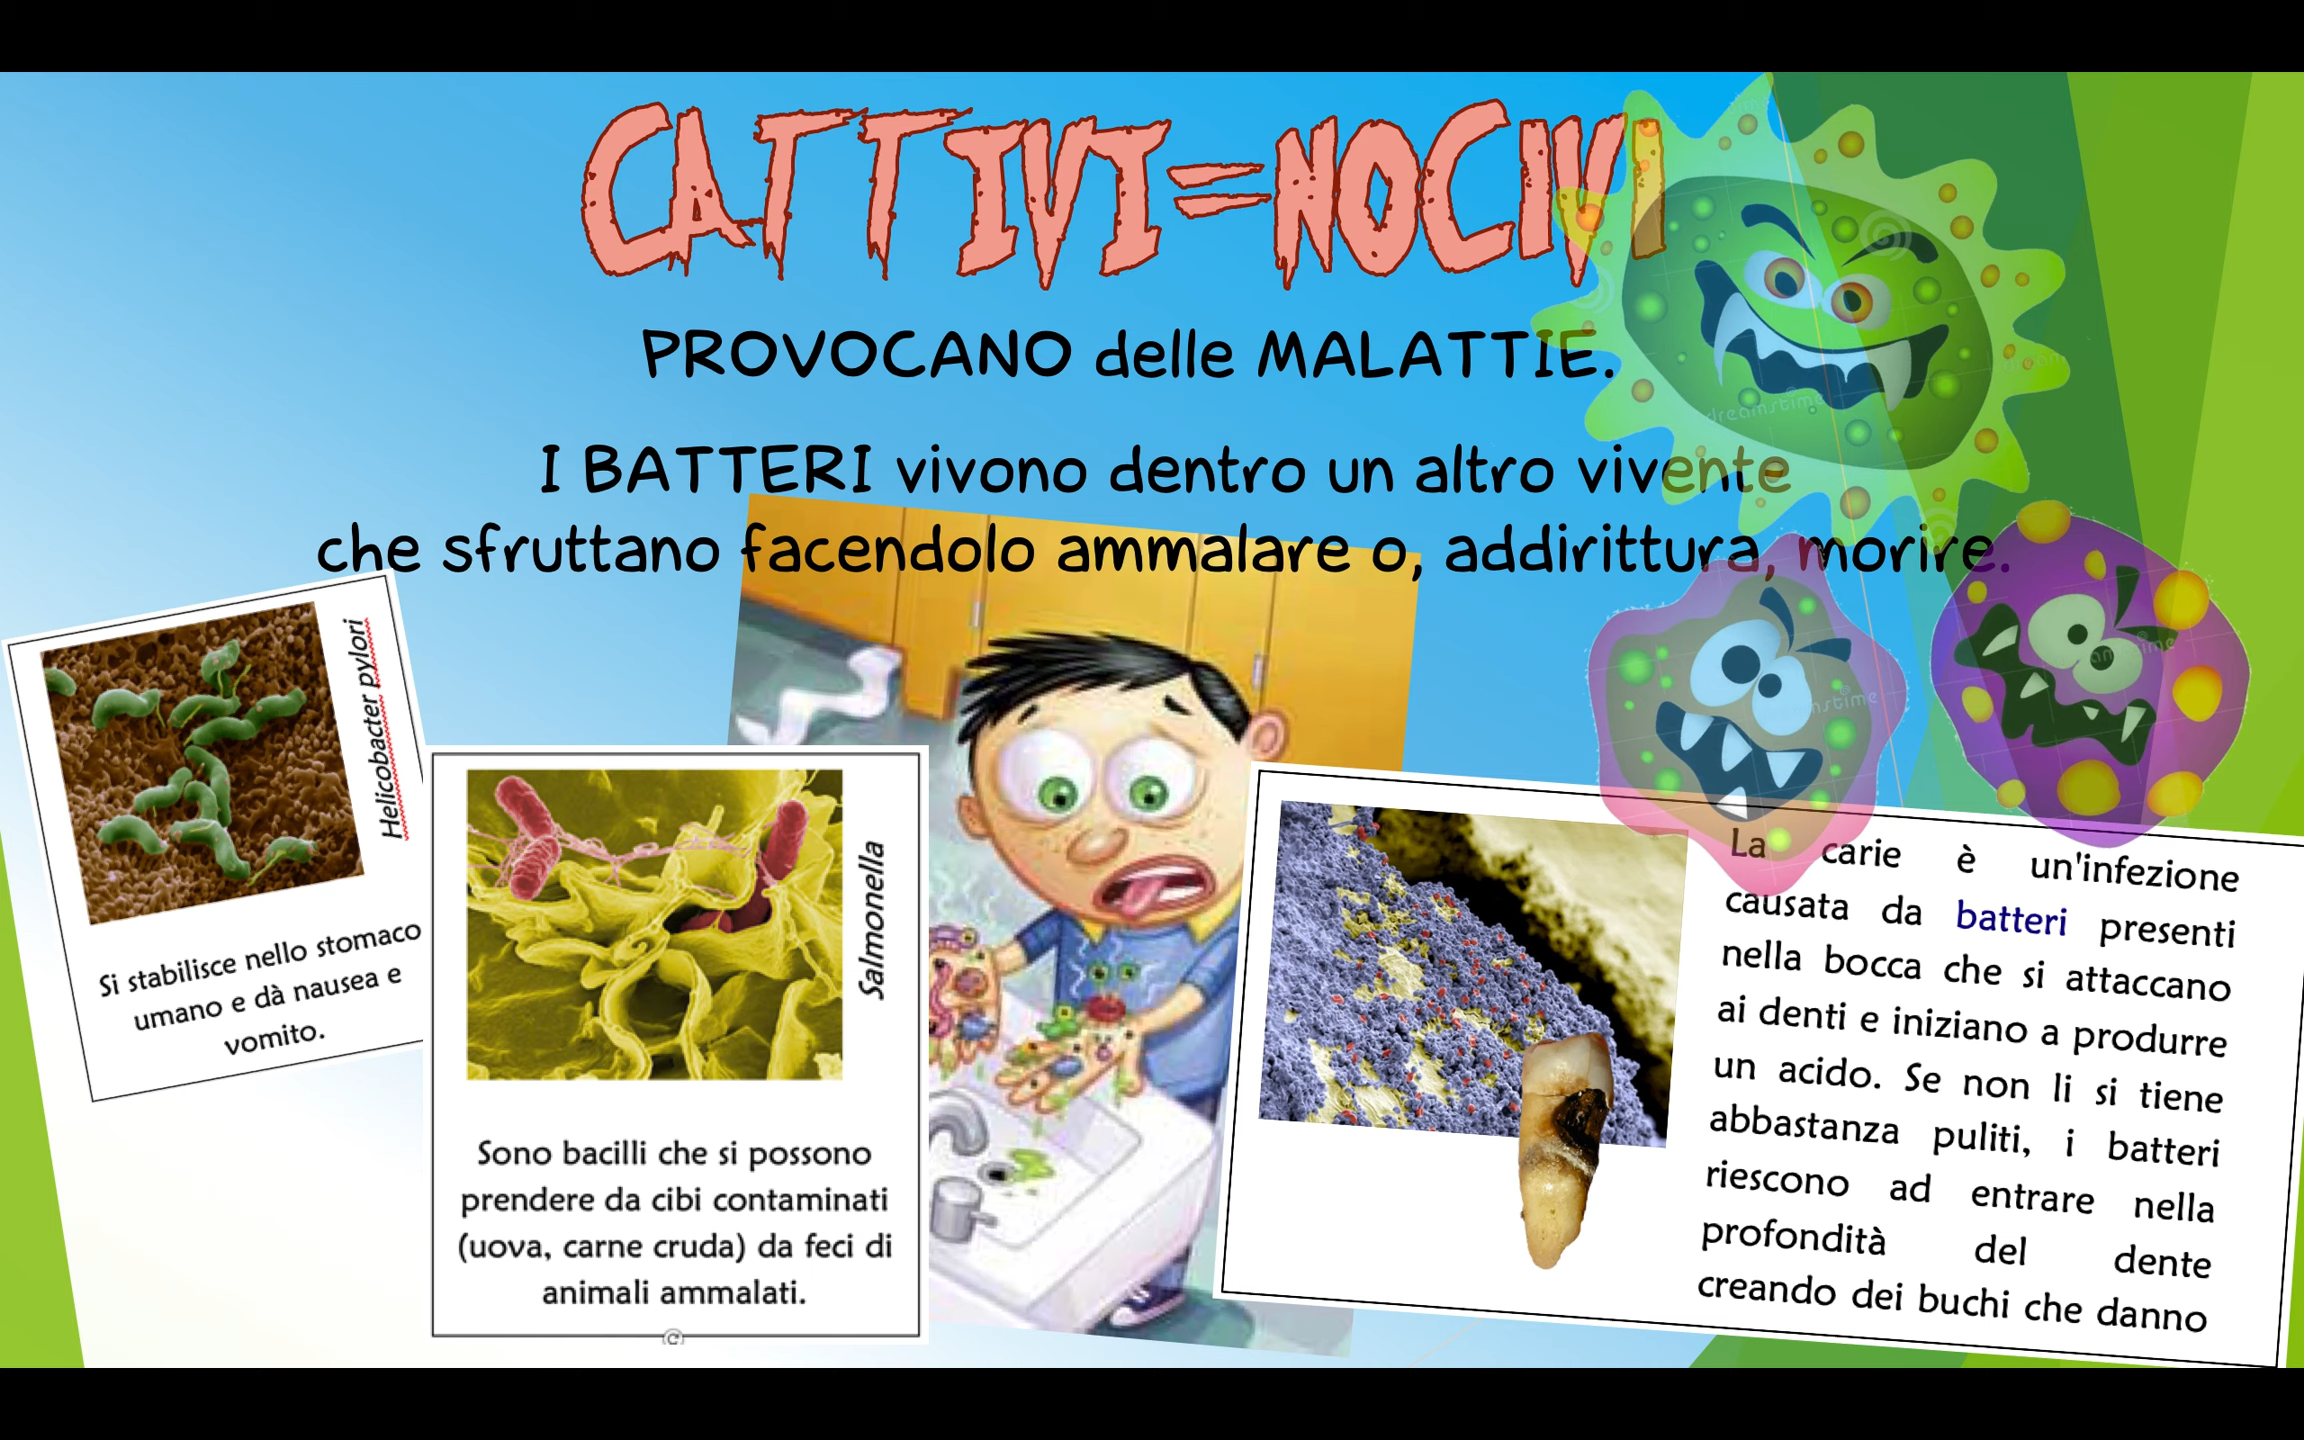 CATTIVI=NOCIVI
PROVOCANO delle MALATTIE.
I BATTERI vivono dentro un altro vivente
che sfruttano facendolo ammalare o, addirittura, morire.
Helicobacter pylori
Si stabilisce nello stomaco
umano e dà nausea e
vomito.
Salmonella
Sono bacilli che si possono
prendere da cibi contaminati
(uova, carne cruda) da feci di
animali ammalati.
La carie è un'infezione
causata da batteri presenti
nella bocca che si attaccano
ai denti e iniziano a produrre
un acido. Se non li si tiene
abbastanza puliti, i batteri
riescono ad entrare nella
profondità del dente
creando dei buchi che danno
dreamstime